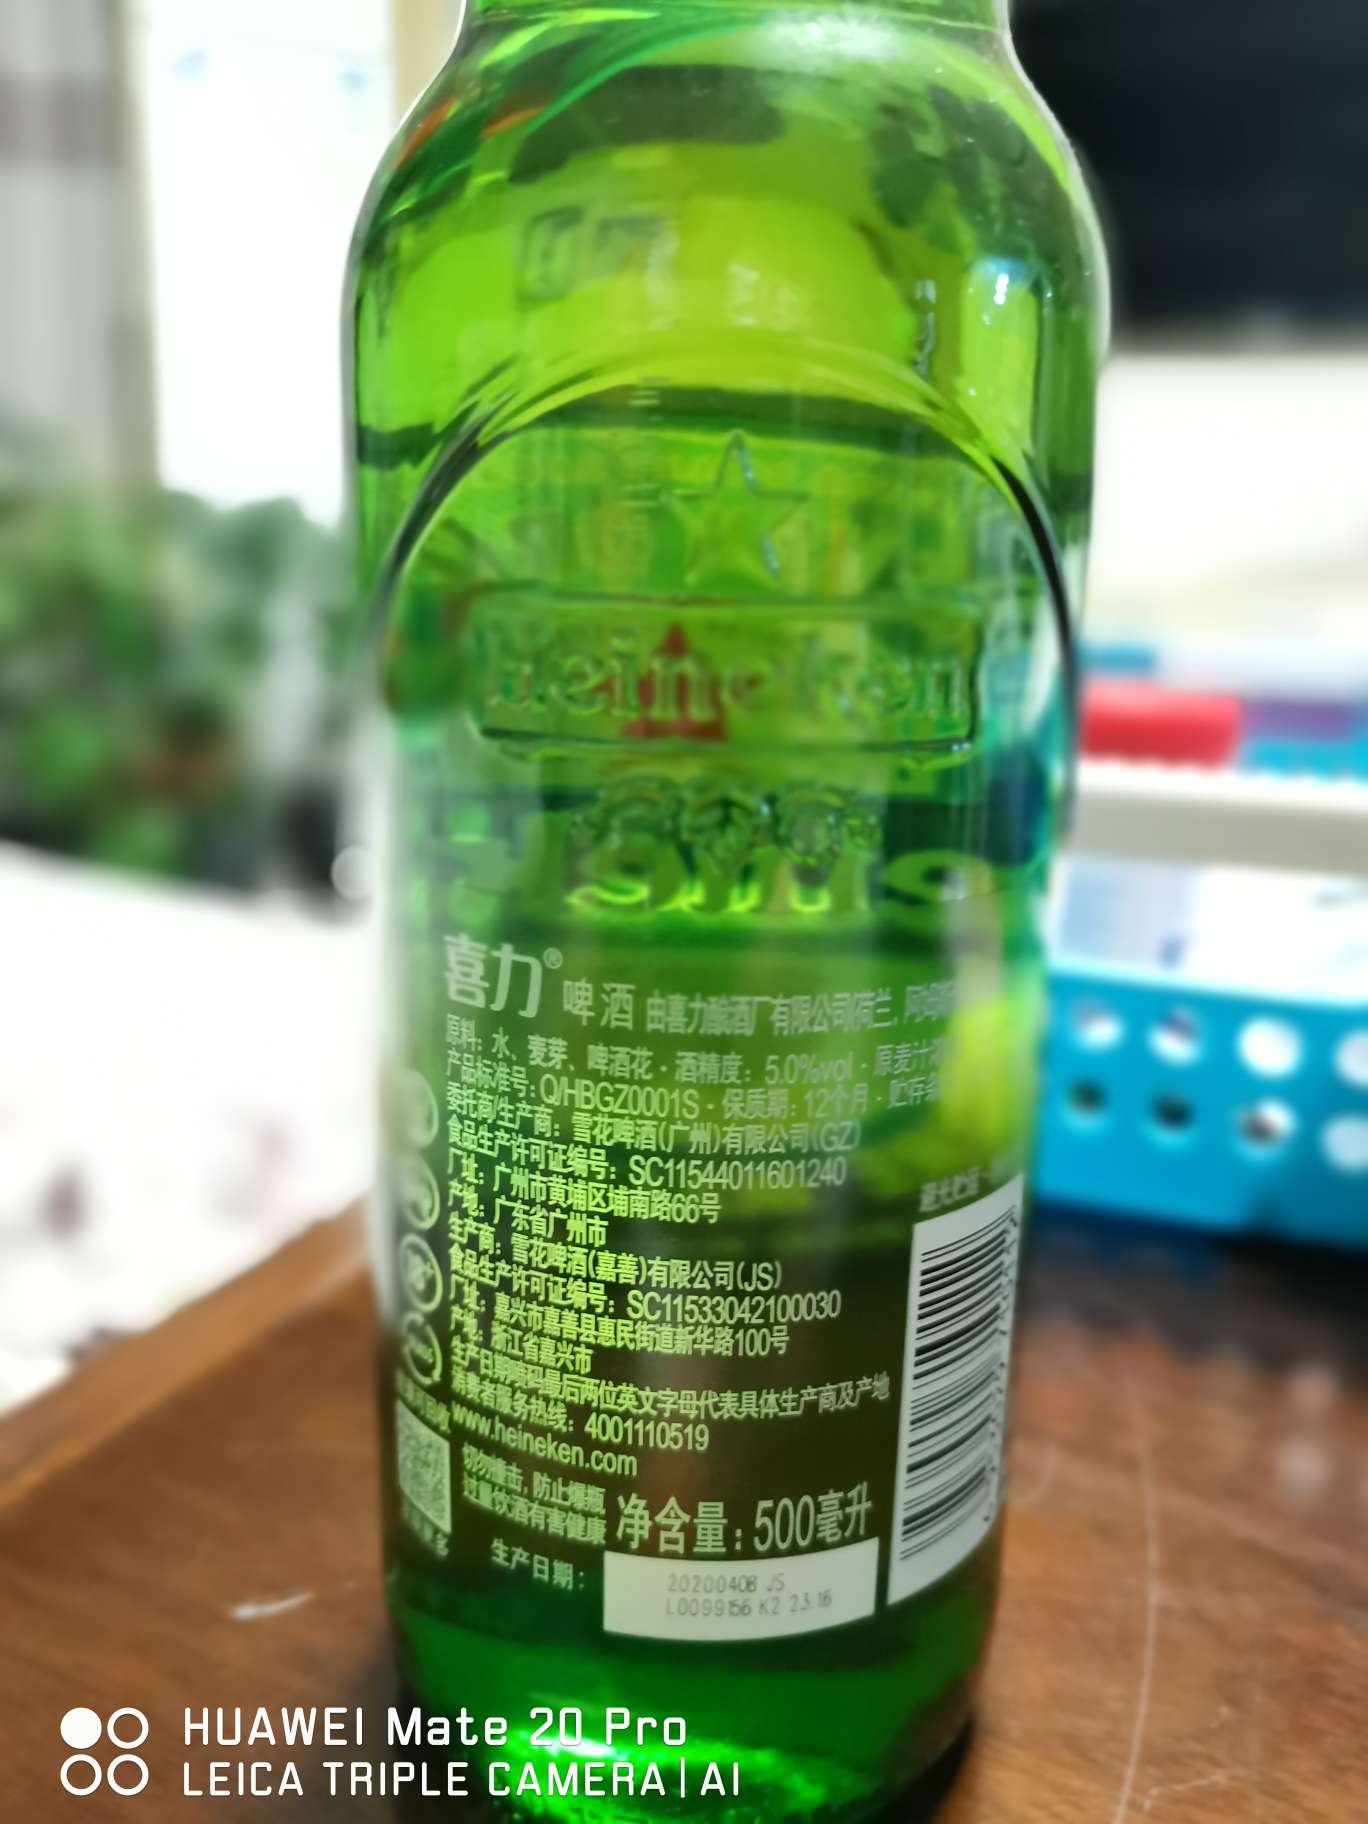 Heineken
喜力® 啤酒 由喜力酿酒厂有限公司(荷兰,
原料: 水、麦芽、啤酒花 · 酒精度: 5.0%vol · 原麦汁
产品标准号: Q/HBGZ0001S · 保质期: 12个月 · 贮存
委托商/生产商: 雪花啤酒(广州)有限公司(GZ)
食品生产许可证编号: SC11544011601240
厂址: 广州市黄埔区埔南路66号
产地: 广东省广州市
生产商: 雪花啤酒(嘉善)有限公司(JS)
食品生产许可证编号: SC11533042100030
厂址: 嘉兴市嘉善县惠民街道新华路100号
产地: 浙江省嘉兴市
生产日期喷码最后两位英文字母代表具体生产商及产地
消费者服务热线: 4001110519
www.heineken.com
切勿撞击, 防止爆瓶
过量饮酒有害健康
净含量: 500毫升
生产日期:
20200408 JS
L0099156 K2 23:16
避光贮运
HUAWEI Mate 20 Pro
LEICA TRIPLE CAMERA | AI